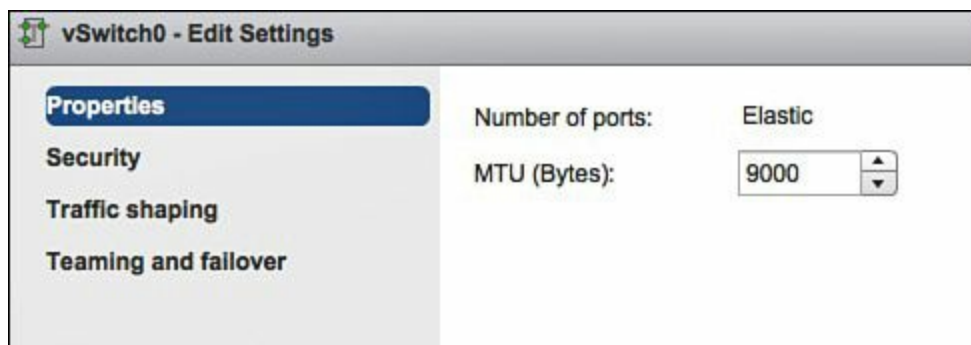 vSwitch0 - Edit Settings
Properties
Security
Traffic shaping
Teaming and failover
Number of ports: Elastic
MTU (Bytes): 9000